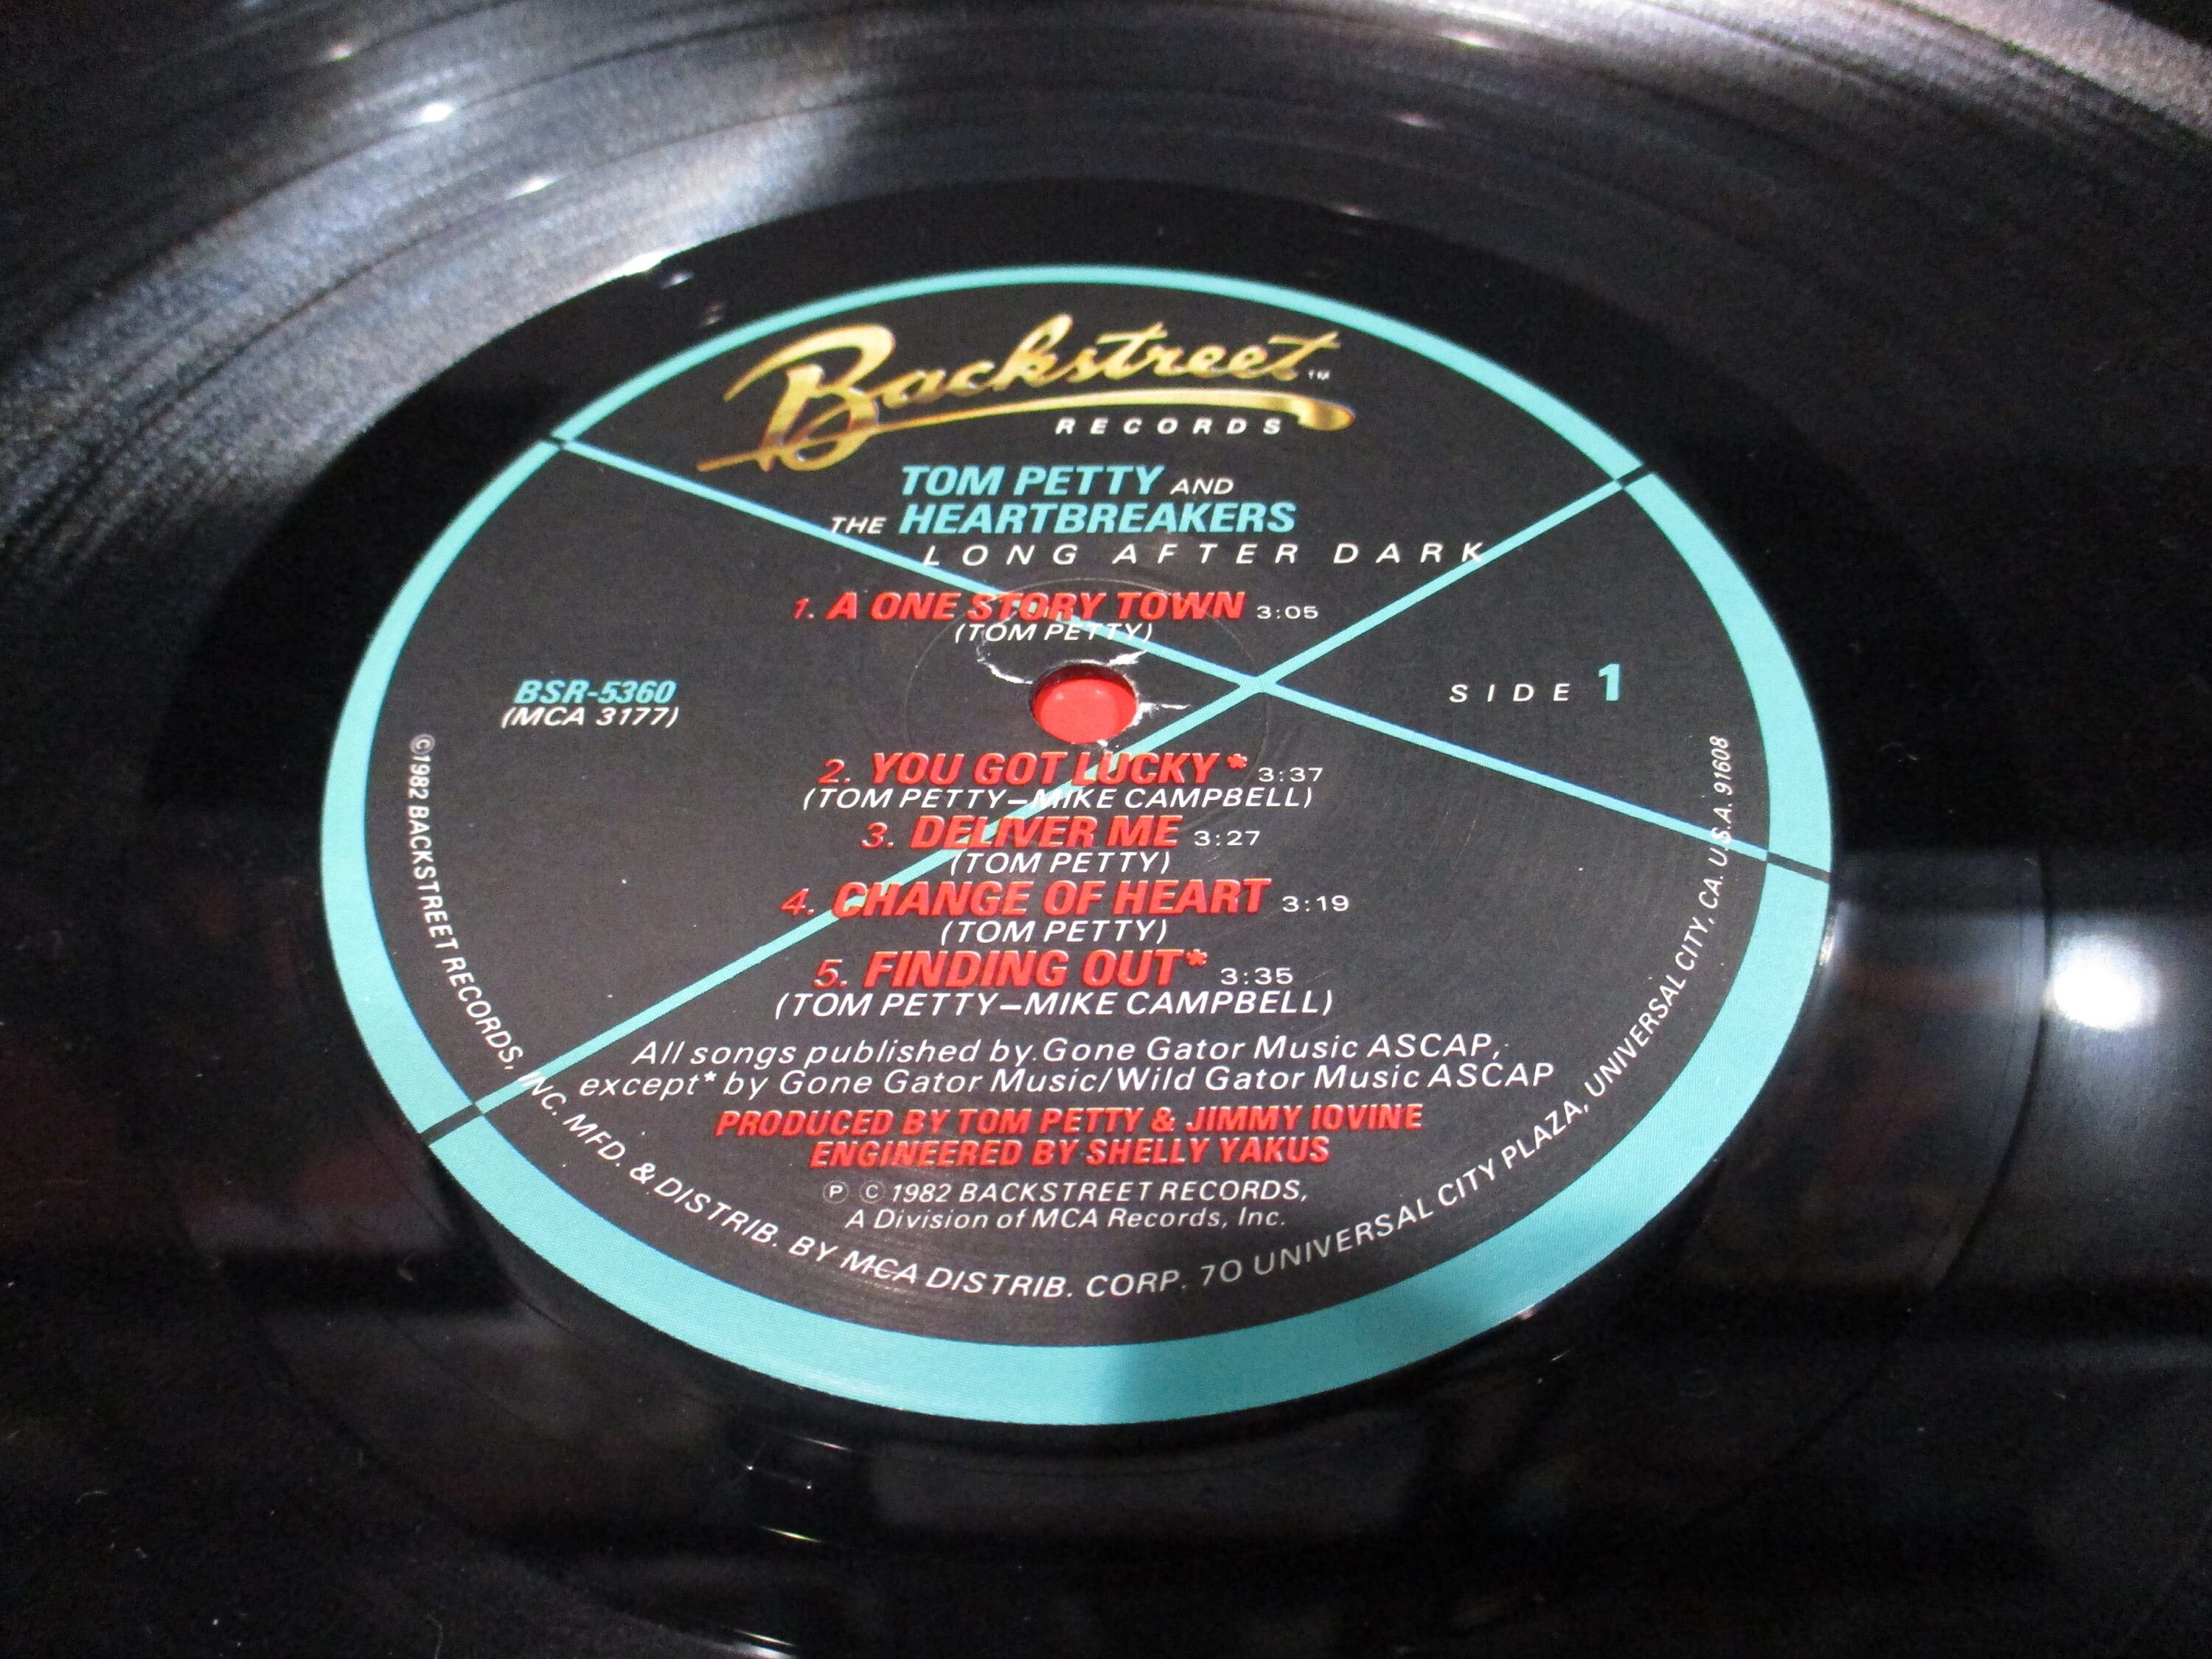 Backstreet™
RECORDS
TOM PETTY AND
THE HEARTBREAKERS
LONG AFTER DARK
1. A ONE STORY TOWN 3:05
(TOM PETTY)
BSR-5360
(MCA 3177)
SIDE 1
2. YOU GOT LUCKY* 3:37
(TOM PETTY–MIKE CAMPBELL)
3. DELIVER ME 3:27
(TOM PETTY)
4. CHANGE OF HEART 3:19
(TOM PETTY)
5. FINDING OUT* 3:35
(TOM PETTY–MIKE CAMPBELL)
All songs published by Gone Gator Music ASCAP,
except* by Gone Gator Music/Wild Gator Music ASCAP
PRODUCED BY TOM PETTY & JIMMY IOVINE
ENGINEERED BY SHELLY YAKUS
Ⓟ © 1982 BACKSTREET RECORDS,
A Division of MCA Records, Inc.
©1982 BACKSTREET RECORDS, INC. MFD. & DISTRIB. BY MCA DISTRIB. CORP. 70 UNIVERSAL CITY PLAZA, UNIVERSAL CITY, CA. U.S.A. 91608